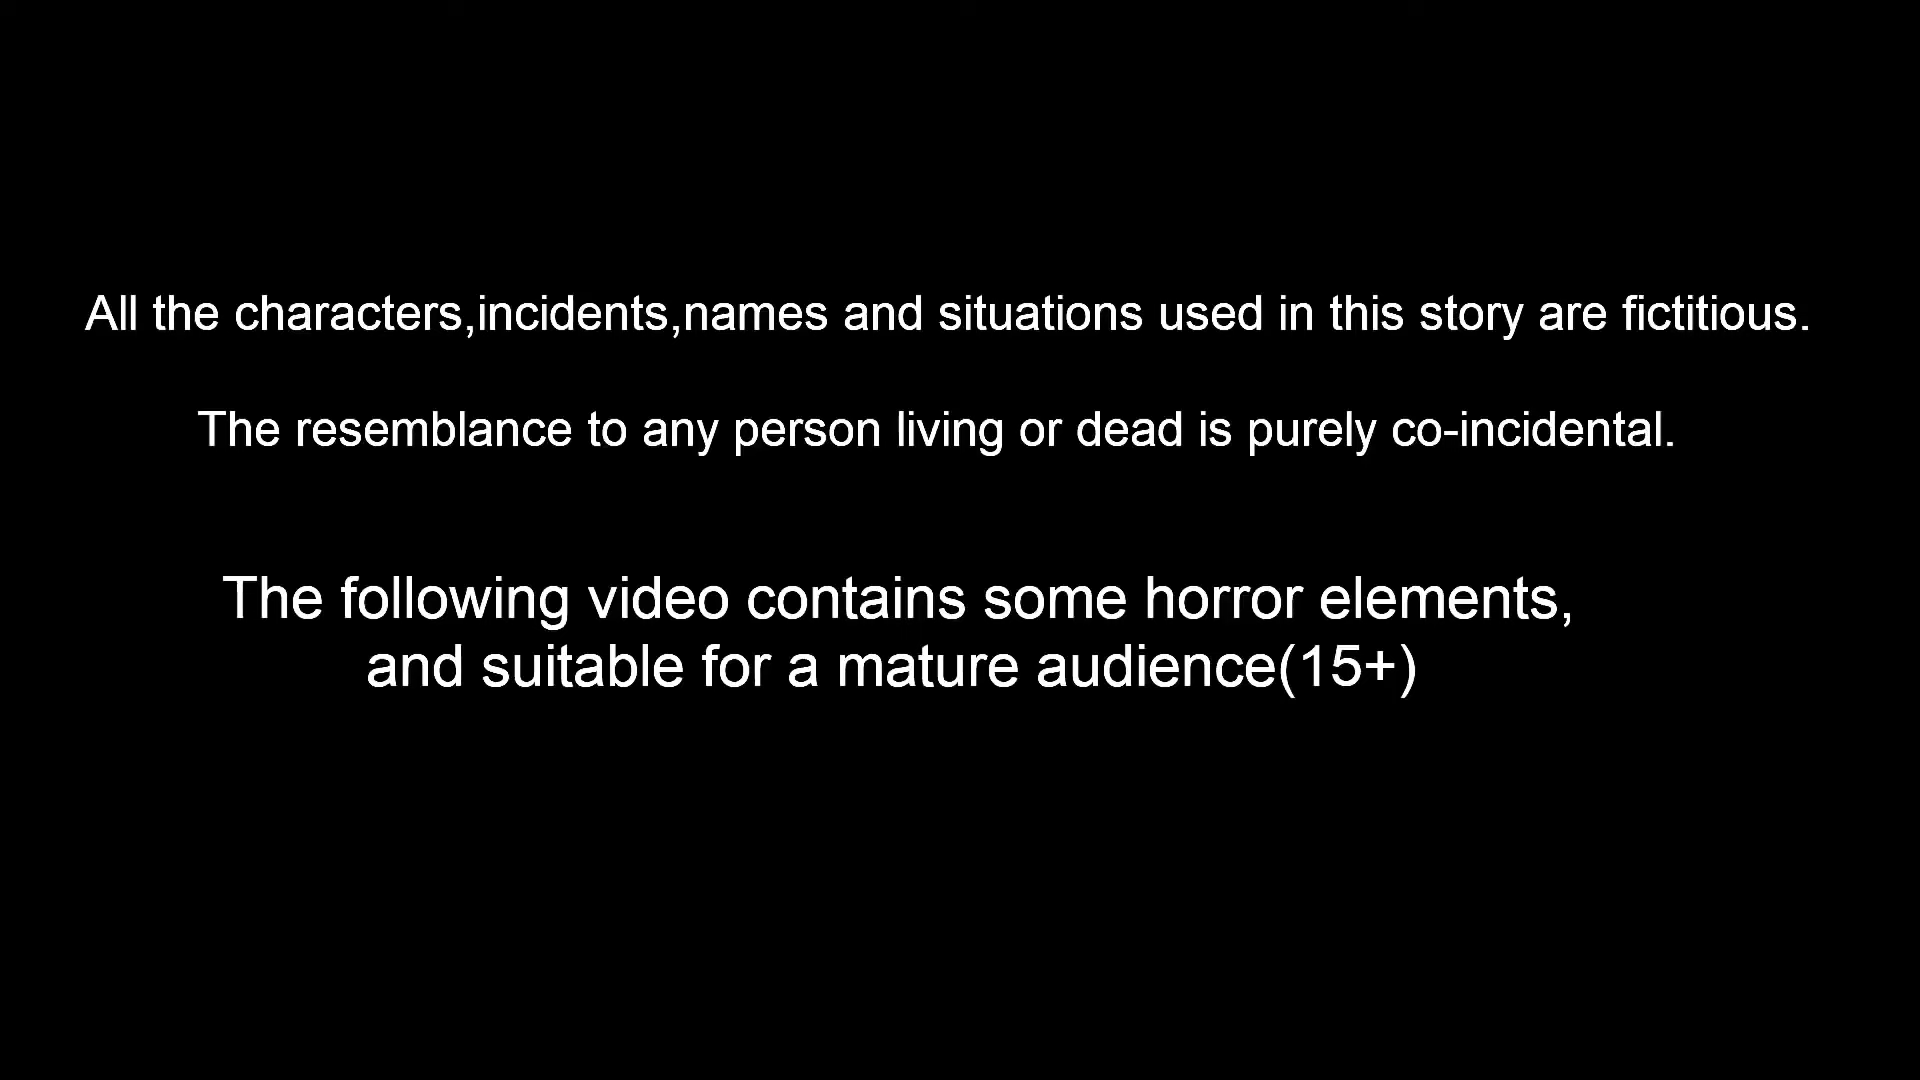 All the characters,incidents,names and situations used in this story are fictitious.
The resemblance to any person living or dead is purely co-incidental.
The following video contains some horror elements,
and suitable for a mature audience(15+)